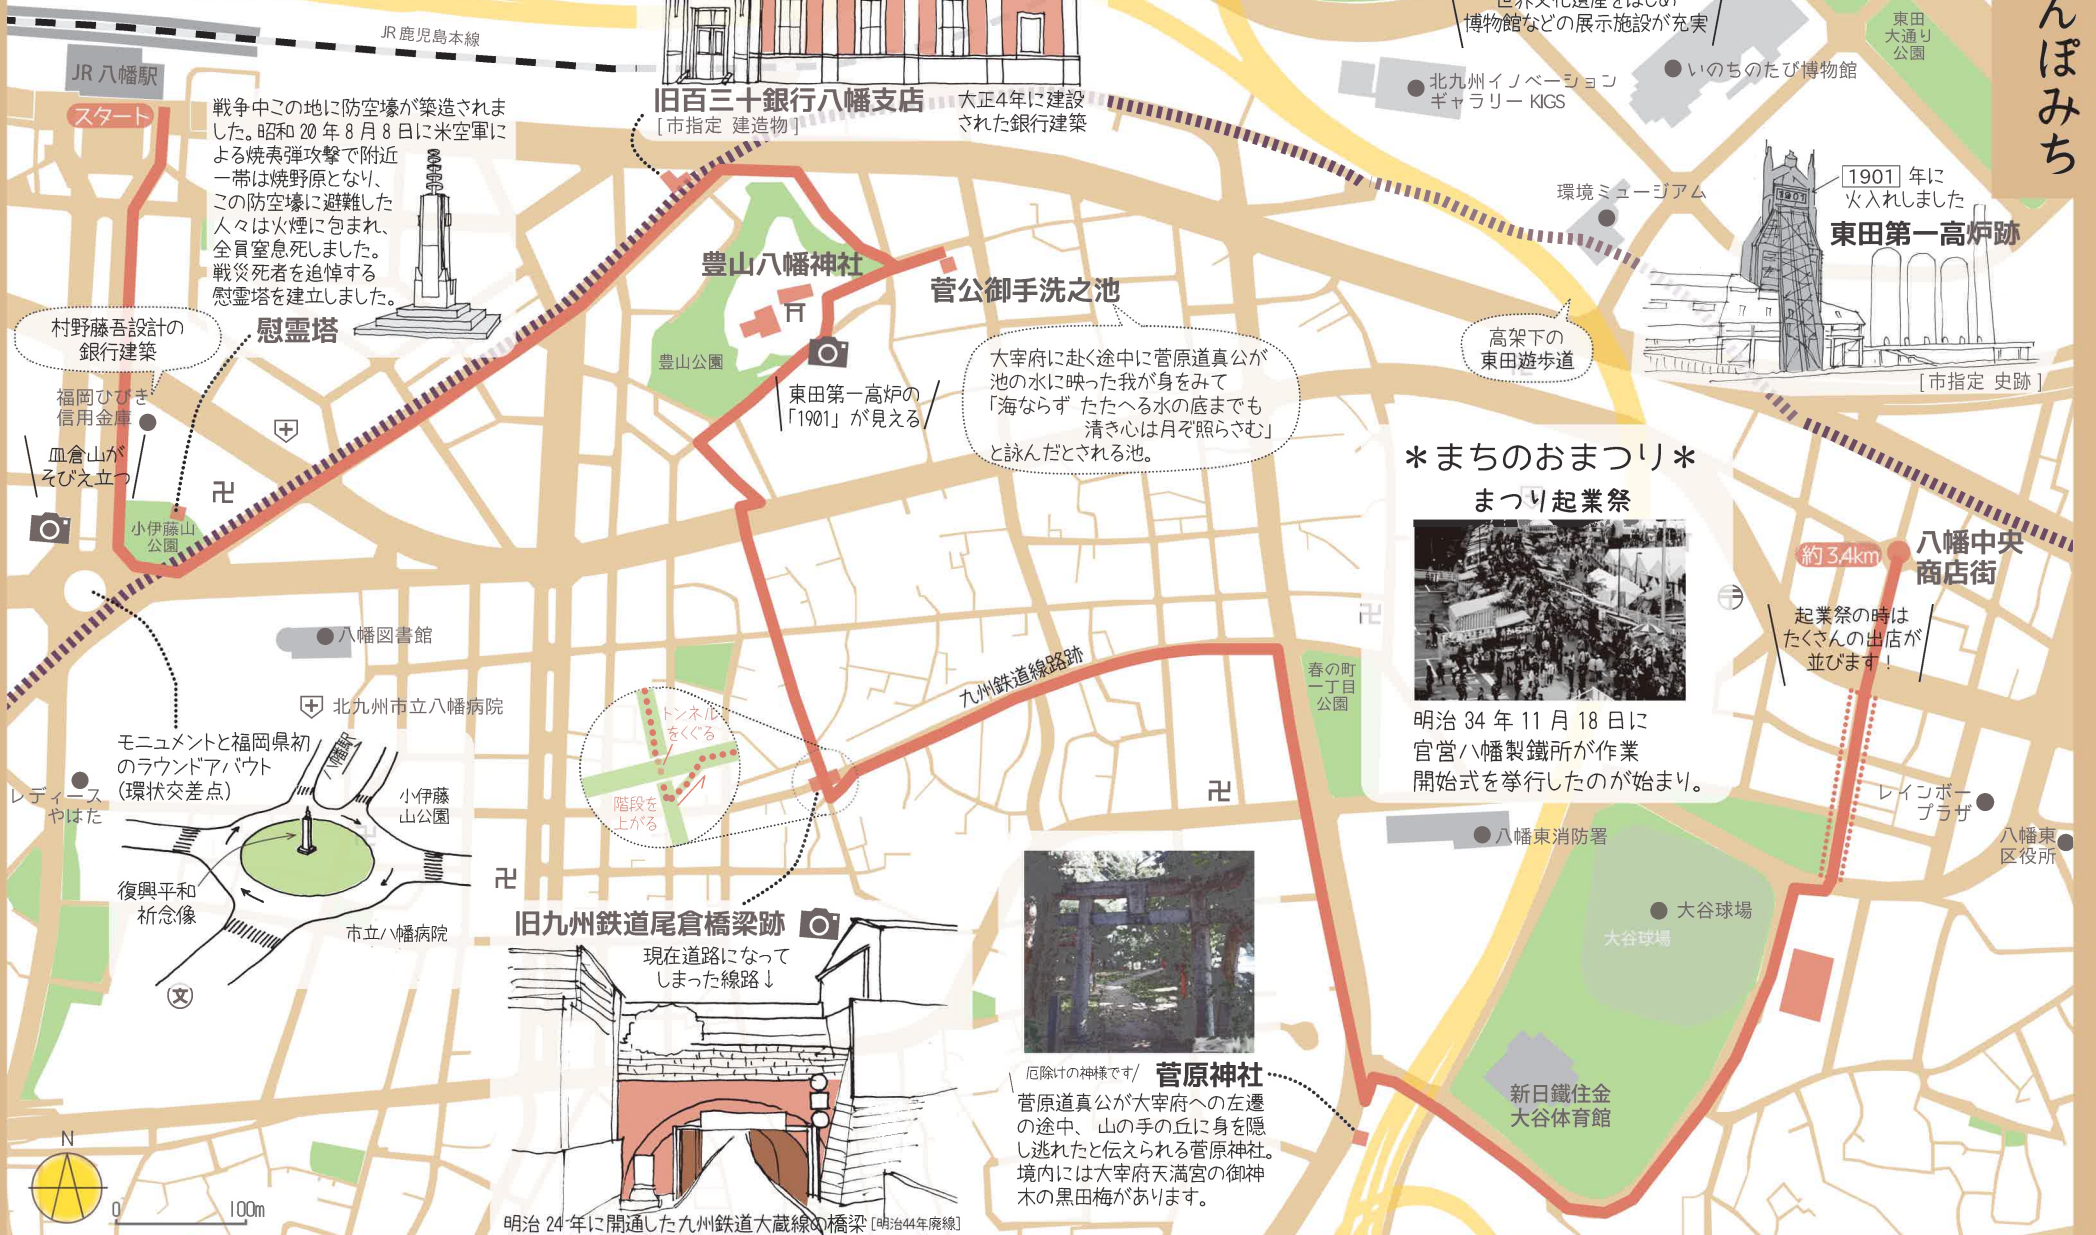 JR 鹿児島本線
JR 八幡駅
スタート
戦争中この地に防空壕が築造されま
した。昭和 20 年 8 月 8 日に米空軍に
よる焼夷弾攻撃で附近
一帯は焼野原となり、
この防空壕に避難した
人々は火煙に包まれ、
全員窒息死しました。
戦災死者を追悼する
慰霊塔を建立しました。
慰霊塔
村野藤吾設計の
銀行建築
福岡ひびき
信用金庫
皿倉山が
そびえ立つ
小伊藤山
公園
旧百三十銀行八幡支店
[市指定 建造物]
大正4年に建設
された銀行建築
豊山八幡神社
豊山公園
菅公御手洗之池
大宰府に赴く途中に菅原道真公が
池の水に映った我が身をみて
「海ならず たたへる水の底までも
清き心は月ぞ照らさむ」
と詠んだとされる池。
東田第一高炉の
「1901」が見える
博物館などの展示施設が充実
北九州イノベーション
ギャラリー KIGS
いのちのたび博物館
東田
大通り
公園
んぽみち
環境ミュージアム
1901 年に
火入れしました
1901
東田第一高炉跡
[市指定 史跡]
高架下の
東田遊歩道
＊まちのおまつり＊
まつり起業祭
明治 34 年 11 月 18 日に
官営八幡製鐵所が作業
開始式を挙行したのが始まり。
約3.4km
八幡中央
商店街
起業祭の時は
たくさんの出店が
並びます!
八幡図書館
北九州市立八幡病院
モニュメントと福岡県初
のラウンドアバウト
(環状交差点)
レディース
やはた
八幡駅
小伊藤
山公園
復興平和
祈念像
市立八幡病院
文
トンネル
をくぐる
階段を
上がる
九州鉄道線路跡
春の町
一丁目
公園
旧九州鉄道尾倉橋梁跡
現在道路になって
しまった線路↓
明治 24 年に開通した九州鉄道大蔵線の橋梁 [明治44年廃線]
厄除けの神様です
菅原神社
菅原道真公が大宰府への左遷
の途中、山の手の丘に身を隠
し逃れたと伝えられる菅原神社。
境内には大宰府天満宮の御神
木の黒田梅があります。
八幡東消防署
大谷球場
大谷球場
新日鐵住金
大谷体育館
レインボー
プラザ
八幡東
区役所
N
0 100m